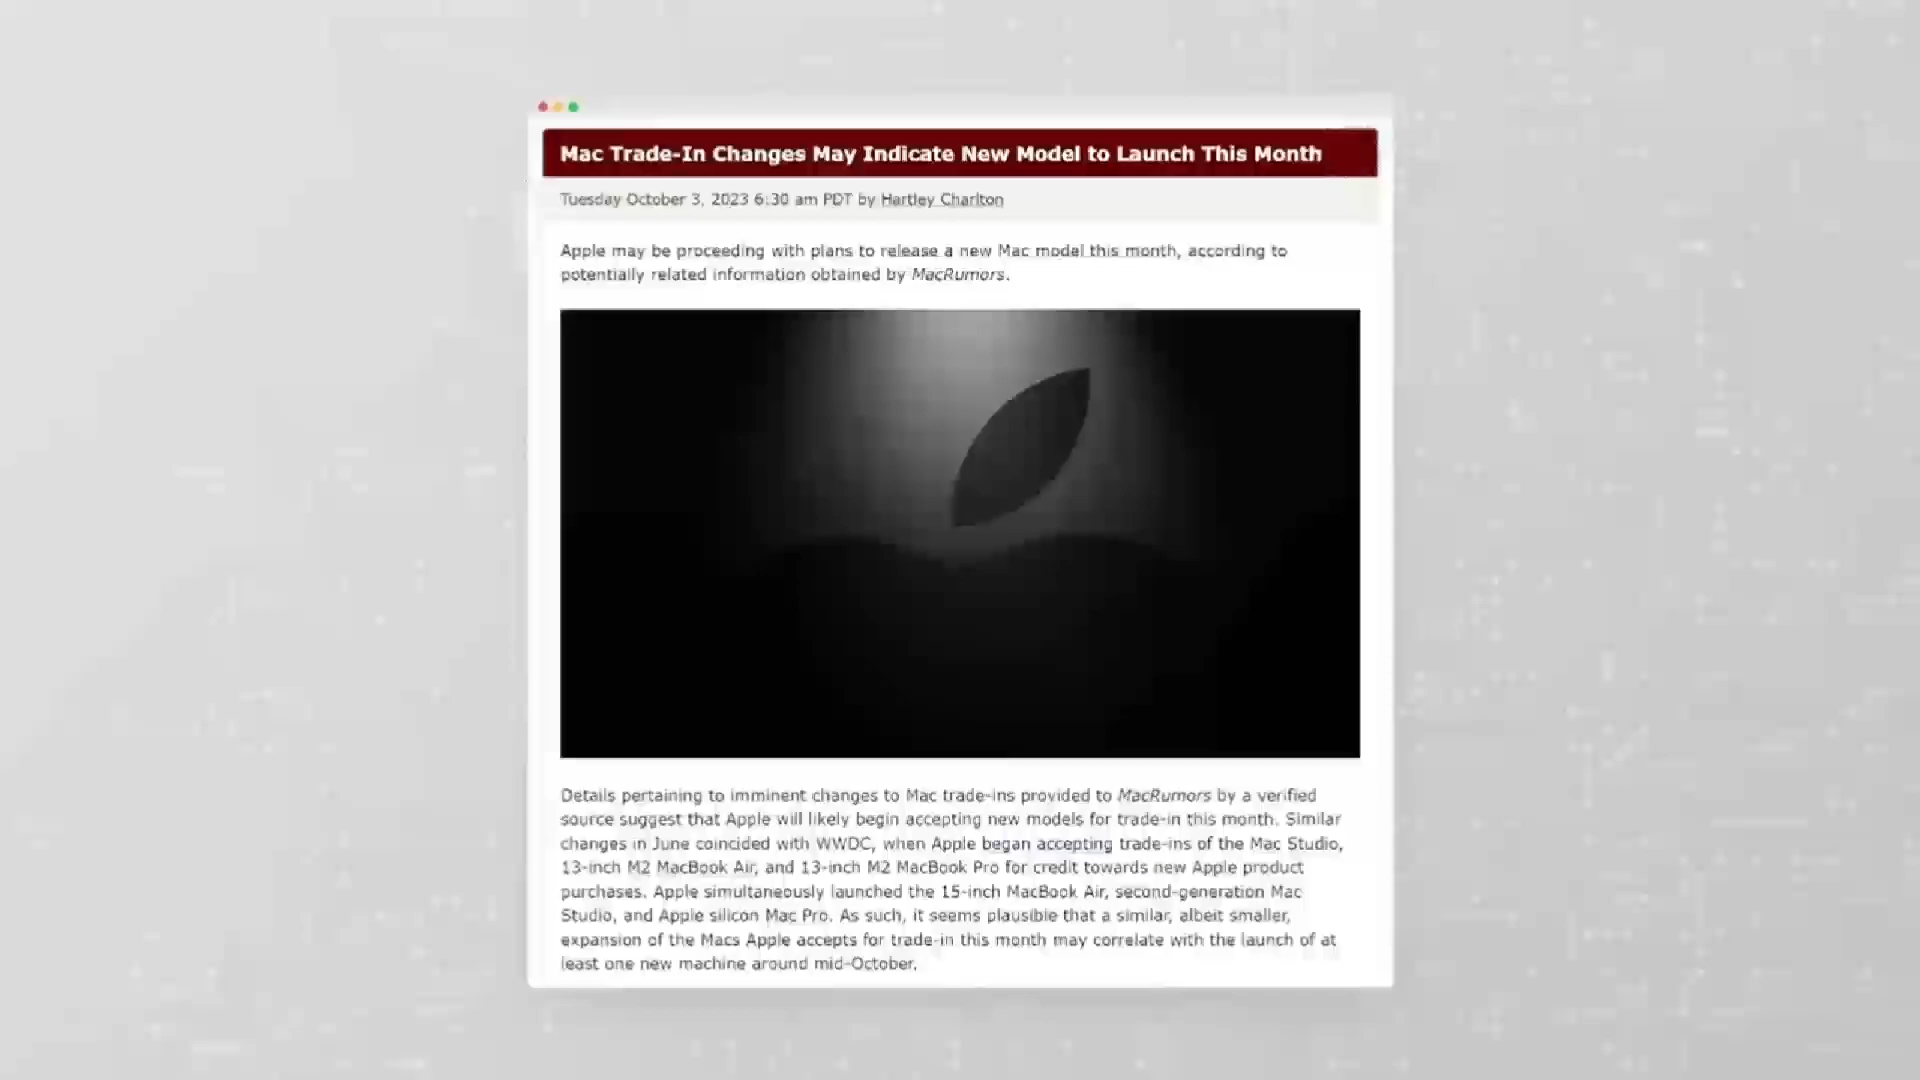 Mac Trade-In Changes May Indicate New Model to Launch This Month
Tuesday October 3, 2023 6:30 am PDT by Hartley Charlton
Apple may be proceeding with plans to release a new Mac model this month, according to
potentially related information obtained by MacRumors.
Details pertaining to imminent changes to Mac trade-ins provided to MacRumors by a verified
source suggest that Apple will likely begin accepting new models for trade-in this month. Similar
changes in June coincided with WWDC, when Apple began accepting trade-ins of the Mac Studio,
13-inch M2 MacBook Air, and 13-inch M2 MacBook Pro for credit towards new Apple product
purchases. Apple simultaneously launched the 15-inch MacBook Air, second-generation Mac
Studio, and Apple silicon Mac Pro. As such, it seems plausible that a similar, albeit smaller,
expansion of the Macs Apple accepts for trade-in this month may correlate with the launch of at
least one new machine around mid-October.